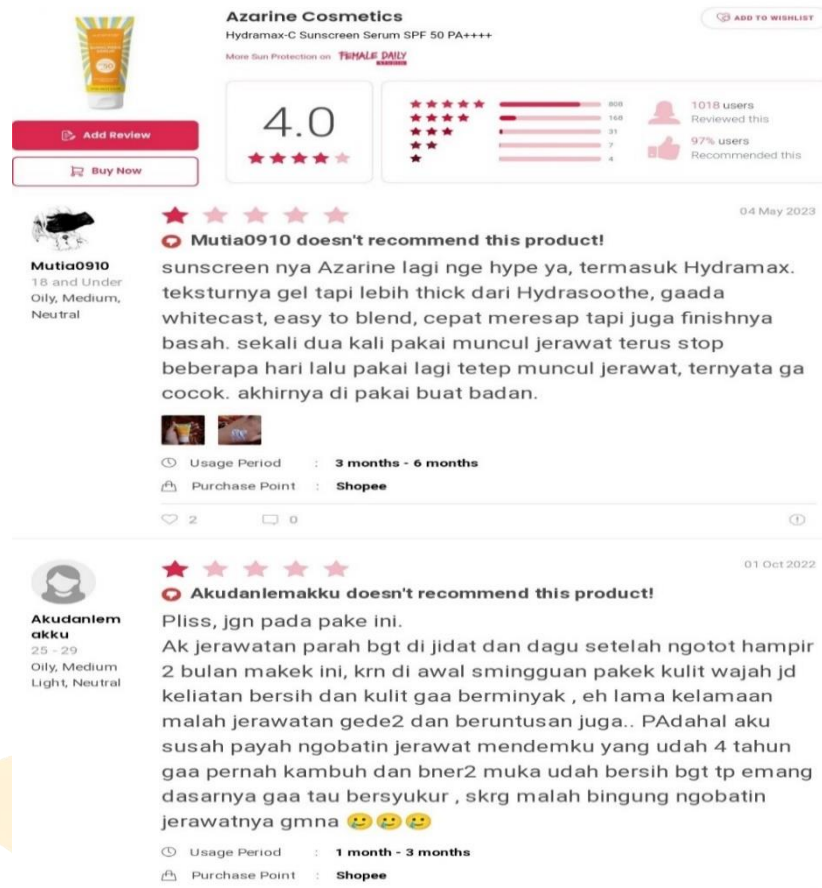 Azarine Cosmetics
Hydramax-C Sunscreen Serum SPF 50 PA++++
ADD TO WISHLIST
More Sun Protection on FEMALE DAILY STUDIO
50
Add Review
Buy Now
4.0
808
168
31
7
4
1018 users
Reviewed this
97% users
Recommended this
04 May 2023
Mutia0910 doesn't recommend this product!
Mutia0910
18 and Under
Oily, Medium,
Neutral
sunscreen nya Azarine lagi nge hype ya, termasuk Hydramax.
teksturnya gel tapi lebih thick dari Hydrasoothe, gaada
whitecast, easy to blend, cepat meresap tapi juga finishnya
basah. sekali dua kali pakai muncul jerawat terus stop
beberapa hari lalu pakai lagi tetep muncul jerawat, ternyata ga
cocok. akhirnya di pakai buat badan.
Usage Period : 3 months - 6 months
Purchase Point : Shopee
2 0
01 Oct 2022
Akudanlemakku doesn't recommend this product!
Akudanlem
akku
25 - 29
Oily, Medium
Light, Neutral
Pliss, jgn pada pake ini.
Ak jerawatan parah bgt di jidat dan dagu setelah ngotot hampir
2 bulan makek ini, krn di awal smingguan pakek kulit wajah jd
keliatan bersih dan kulit gaa berminyak , eh lama kelamaan
malah jerawatan gede2 dan beruntusan juga.. PAdahal aku
susah payah ngobatin jerawat mendemku yang udah 4 tahun
gaa pernah kambuh dan bner2 muka udah bersih bgt tp emang
dasarnya gaa tau bersyukur , skrg malah bingung ngobatin
jerawatnya gmna 🥲🥲🥲
Usage Period : 1 month - 3 months
Purchase Point : Shopee